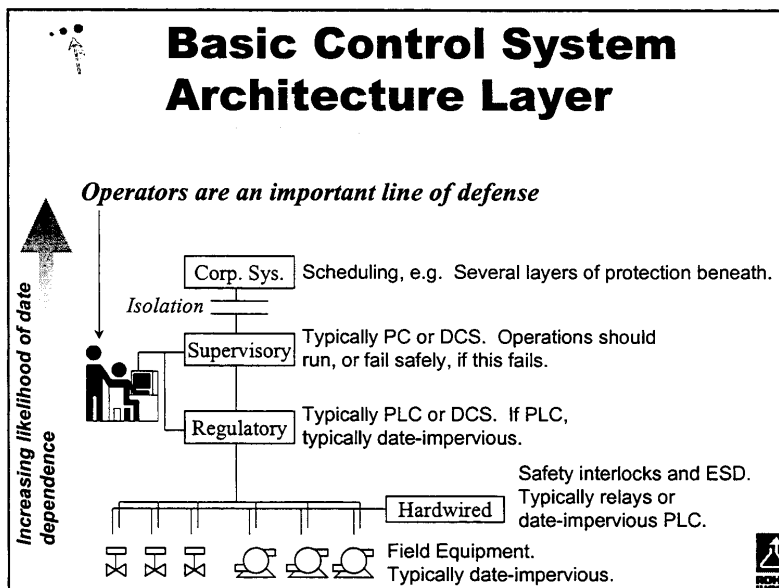 Basic Control System
Architecture Layer
Operators are an important line of defense
Increasing likelihood of date
dependence
Corp. Sys.
Scheduling, e.g. Several layers of protection beneath.
Isolation
Supervisory
Typically PC or DCS. Operations should
run, or fail safely, if this fails.
Regulatory
Typically PLC or DCS. If PLC,
typically date-impervious.
Hardwired
Safety interlocks and ESD.
Typically relays or
date-impervious PLC.
Field Equipment.
Typically date-impervious.